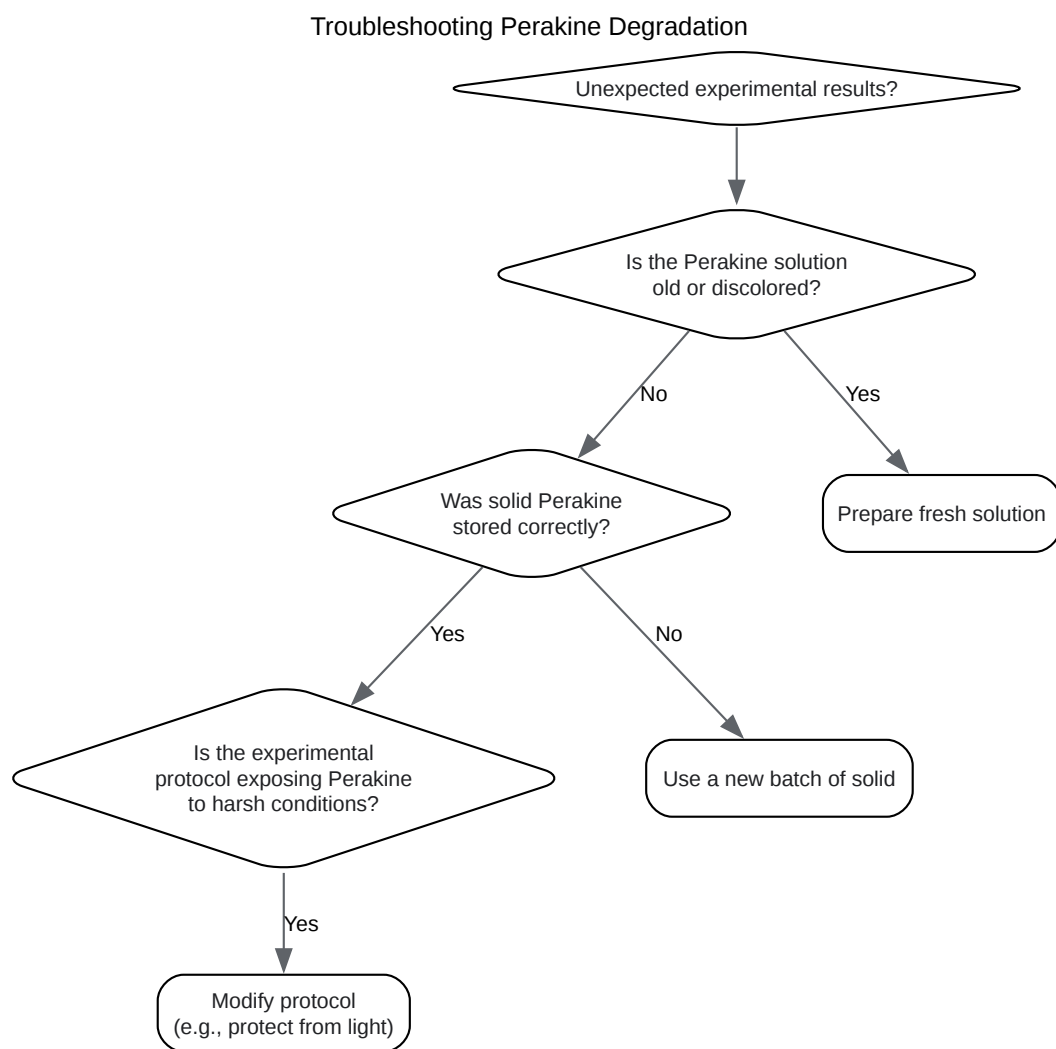 Troubleshooting Perakine Degradation
Unexpected experimental results?
Is the Perakine solution
old or discolored?
No
Yes
Was solid Perakine
stored correctly?
Prepare fresh solution
Yes
No
Is the experimental
protocol exposing Perakine
to harsh conditions?
Use a new batch of solid
Yes
Modify protocol
(e.g., protect from light)